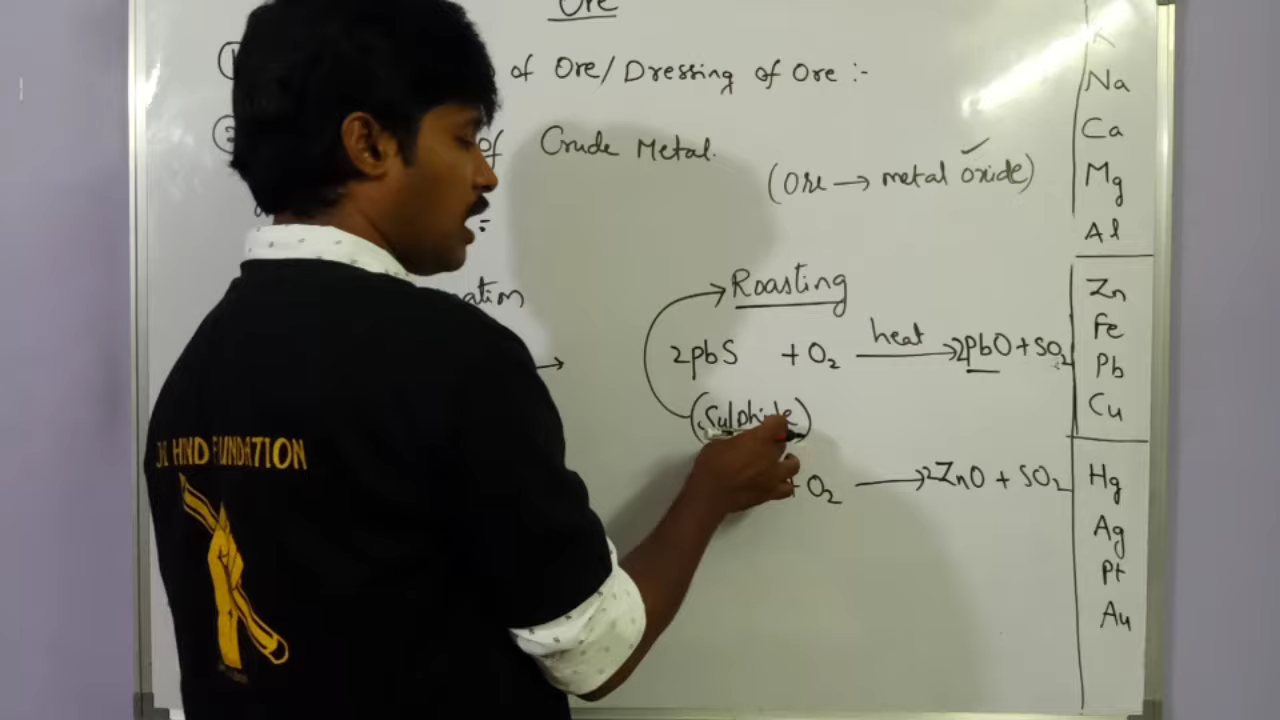 Ore
of Ore/Dressing of Ore :-
of Crude Metal.
(Ore → metal oxide) ✓
Roasting
2pbS + O2 heat → 2PbO + SO2
(Sulphide)
+ O2 → 2ZnO + SO2
K
Na
Ca
Mg
Al
Zn
Fe
Pb
Cu
Hg
Ag
Pt
Au
JAI HIND FOUNDATION